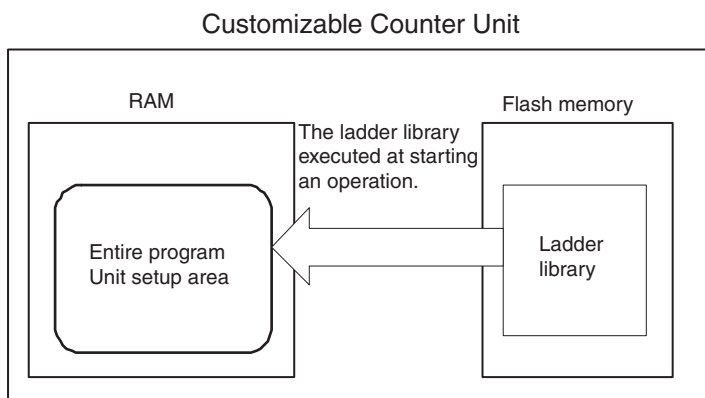 Customizable Counter Unit
RAM
Flash memory
The ladder library
executed at starting
an operation.
Entire program
Unit setup area
Ladder
library